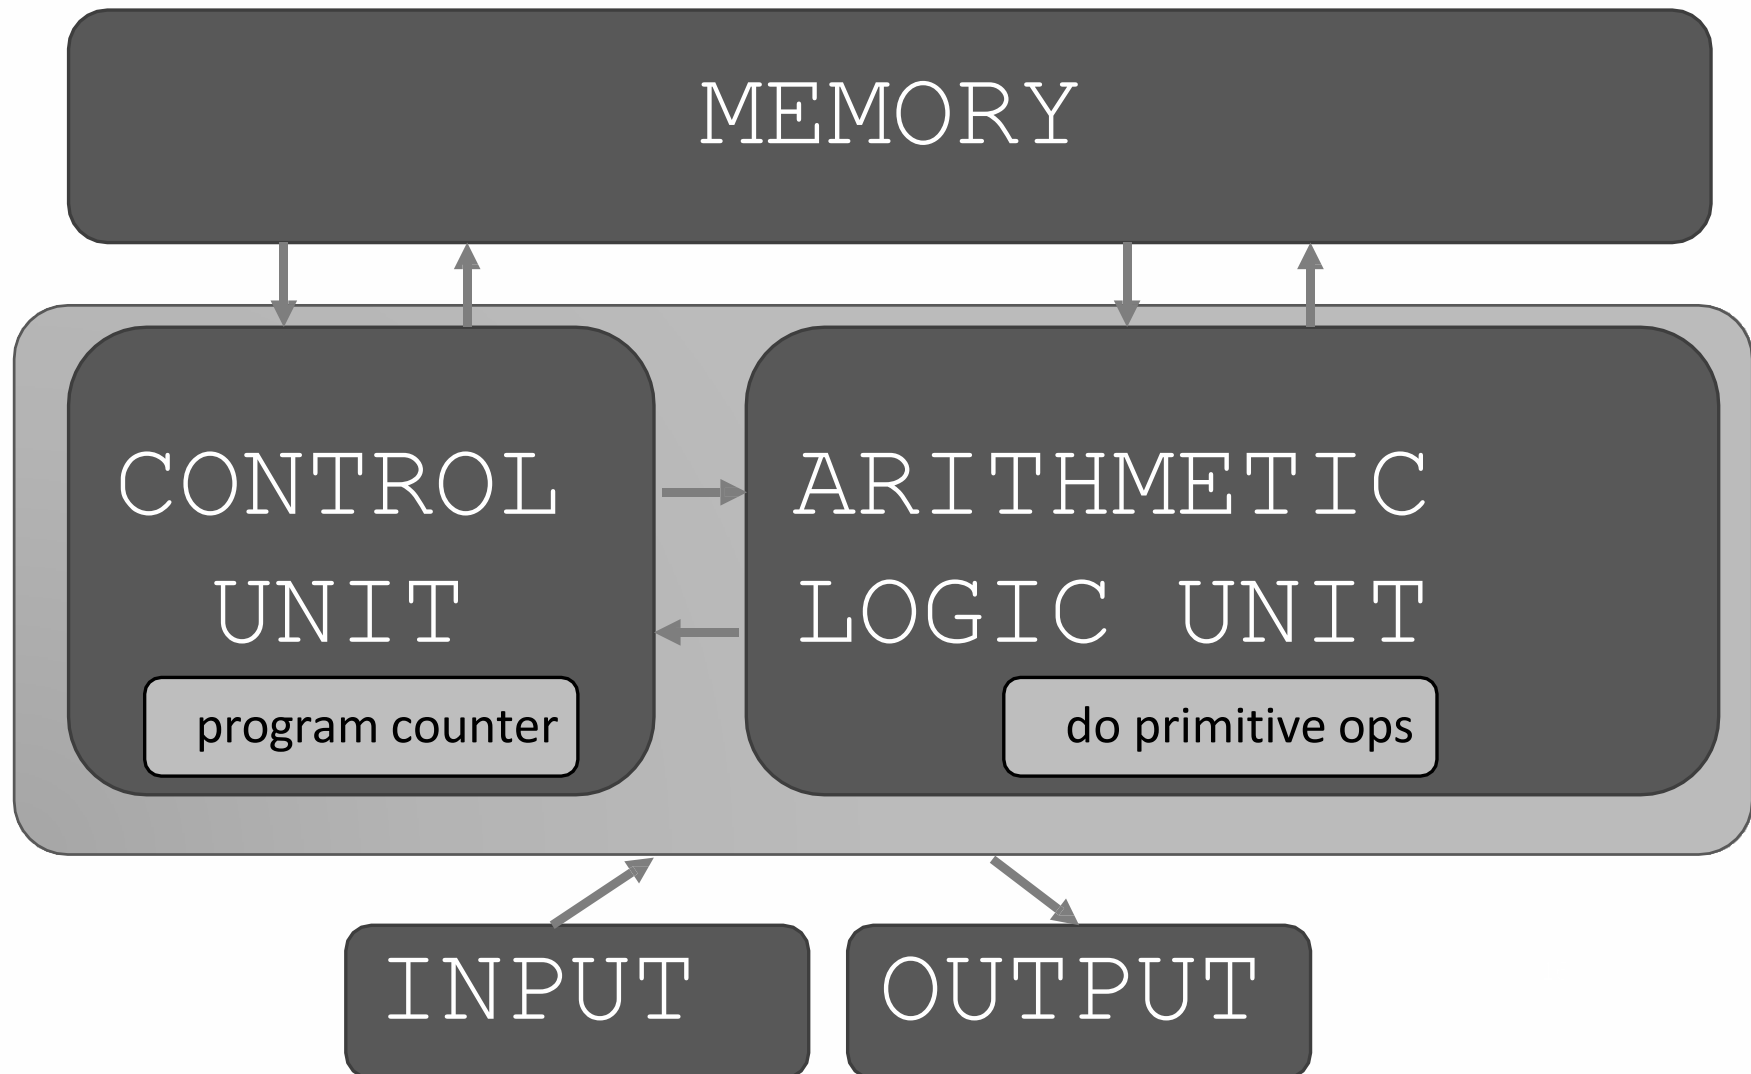 MEMORY
CONTROL
UNIT
program counter
ARITHMETIC
LOGIC UNIT
do primitive ops
INPUT
OUTPUT